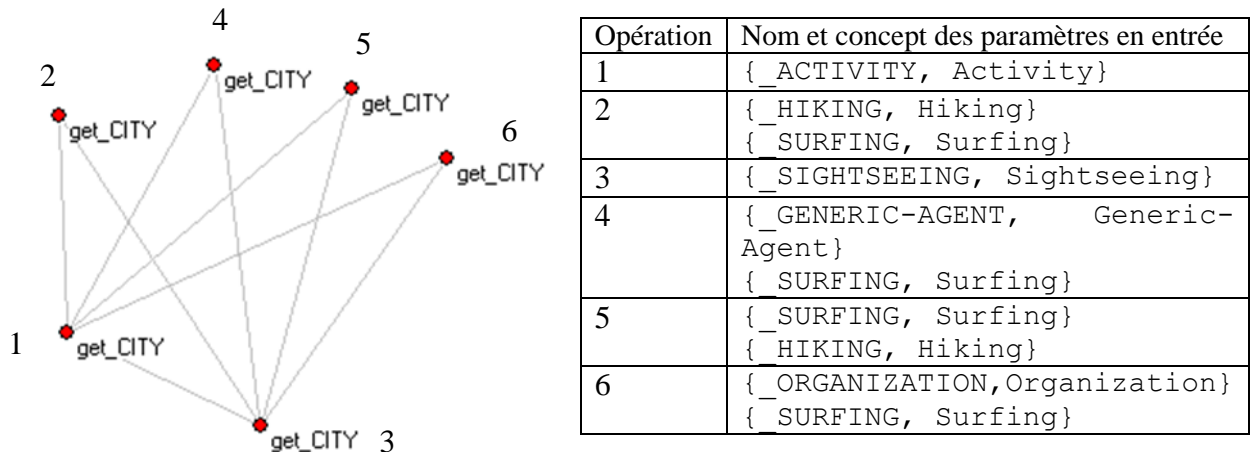 4
get_CITY
5
get_CITY
2
get_CITY
6
get_CITY
1
get_CITY
get_CITY
3
Opération Nom et concept des paramètres en entrée
1 {_ACTIVITY, Activity}
2 {_HIKING, Hiking}
{_SURFING, Surfing}
3 {_SIGHTSEEING, Sightseeing}
4 {_GENERIC-AGENT, Generic-
Agent}
{_SURFING, Surfing}
5 {_SURFING, Surfing}
{_HIKING, Hiking}
6 {_ORGANIZATION,Organization}
{_SURFING, Surfing}